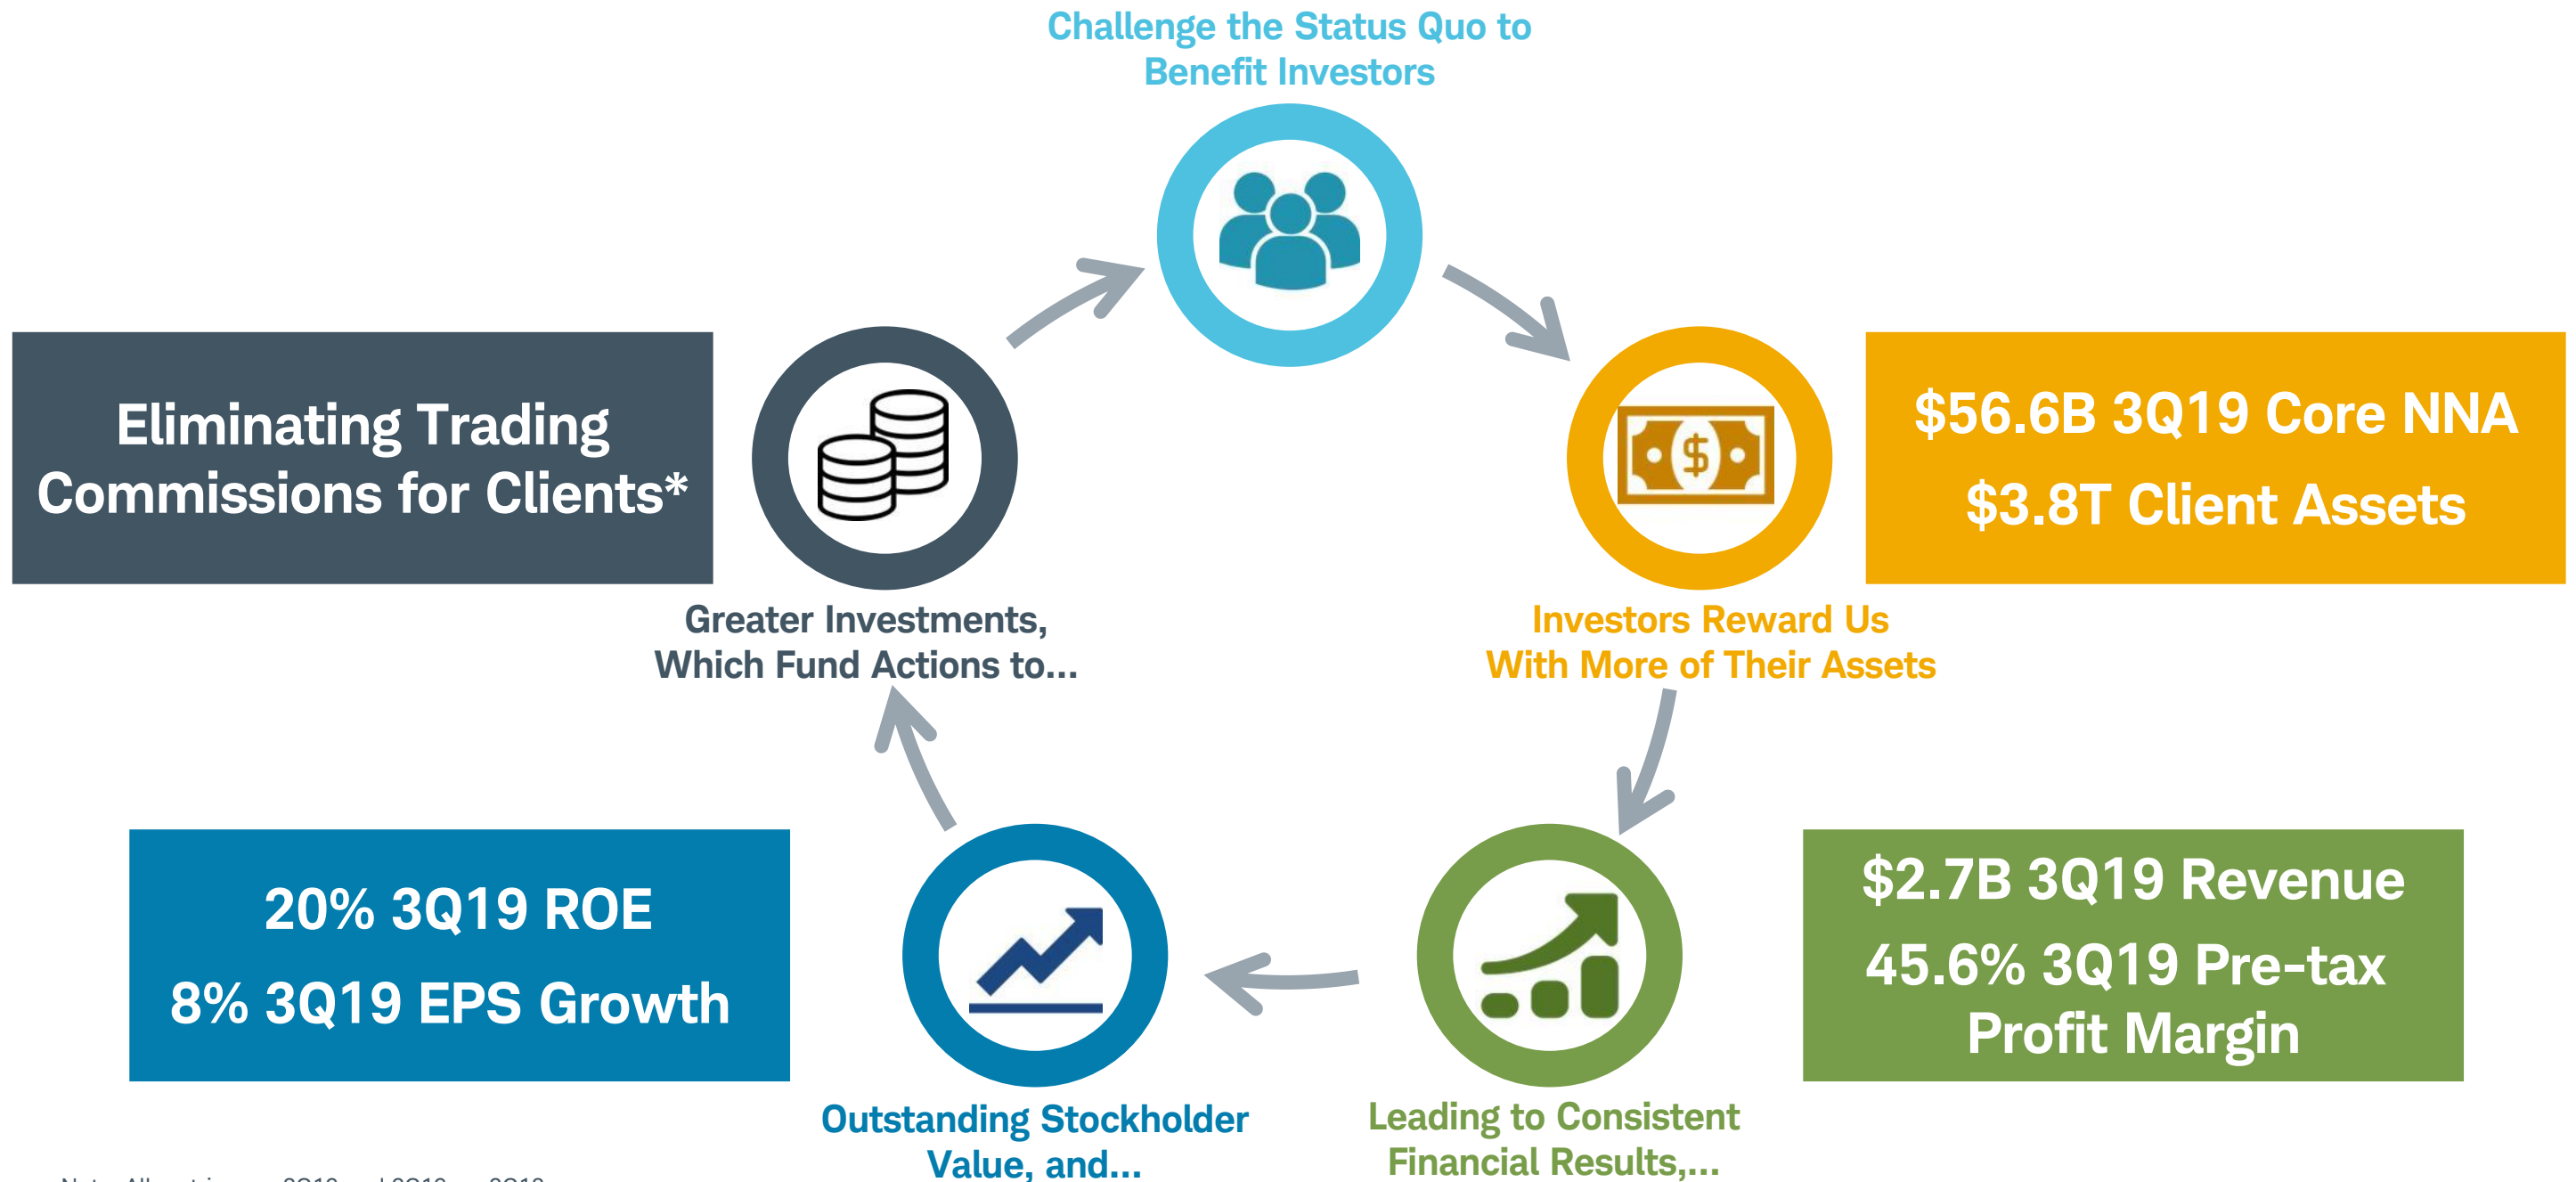 Challenge the Status Quo to
Benefit Investors
Eliminating Trading
Commissions for Clients*
$
$56.6B 3Q19 Core NNA
$3.8T Client Assets
Greater Investments,
Which Fund Actions to...
Investors Reward Us
With More of Their Assets
20% 3Q19 ROE
8% 3Q19 EPS Growth
$2.7B 3Q19 Revenue
45.6% 3Q19 Pre-tax
Profit Margin
Outstanding Stockholder
Value, and...
Leading to Consistent
Financial Results,...